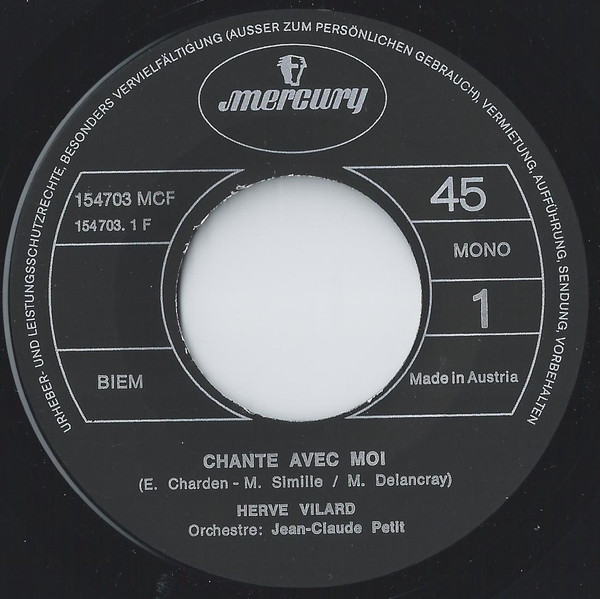 URHEBER- UND LEISTUNGSSCHUTZRECHTE, BESONDERS VERVIELFÄLTIGUNG (AUSSER ZUM PERSÖNLICHEN GEBRAUCH), VERMIETUNG, AUFFÜHRUNG, SENDUNG, VORBEHALTEN
mercury
154703 MCF
154703. 1 F
45
MONO
1
BIEM
Made in Austria
CHANTE AVEC MOI
(E. Charden - M. Simille / M. Delancray)
HERVE VILARD
Orchestre: Jean-Claude Petit